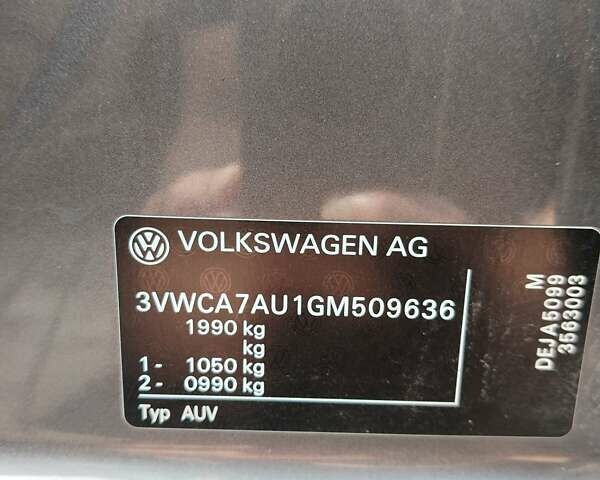 VOLKSWAGEN AG
3VWCA7AU1GM509636
1990 kg
kg
1- 1050 kg
2- 0990 kg
Typ AUV
M
DEJA5099
3563003